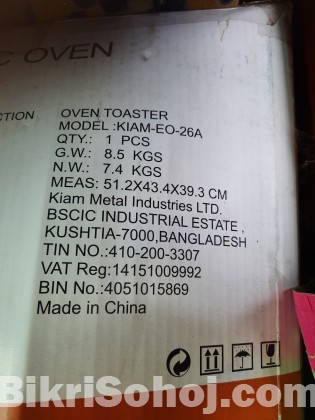 C OVEN
CTION OVEN TOASTER
MODEL :KIAM-EO-26A
QTY.: 1 PCS
G.W.: 8.5 KGS
N.W.: 7.4 KGS
MEAS: 51.2X43.4X39.3 CM
Kiam Metal Industries LTD.
BSCIC INDUSTRIAL ESTATE ,
KUSHTIA-7000,BANGLADESH
TIN NO.:410-200-3307
VAT Reg:14151009992
BIN No.:4051015869
Made in China
BikriSohoj.com